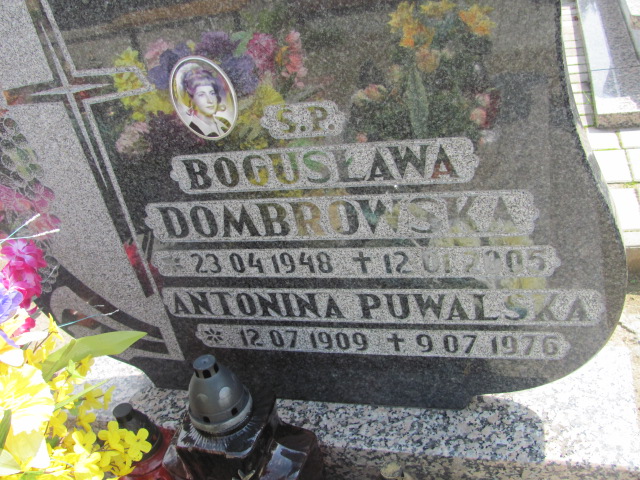 Ś.P.
BOGUSŁAWA
DOMBROWSKA
* 23 04 1948 + 12 01 2005
ANTONINA PUWALSKA
* 12 07 1909 + 9 07 1976